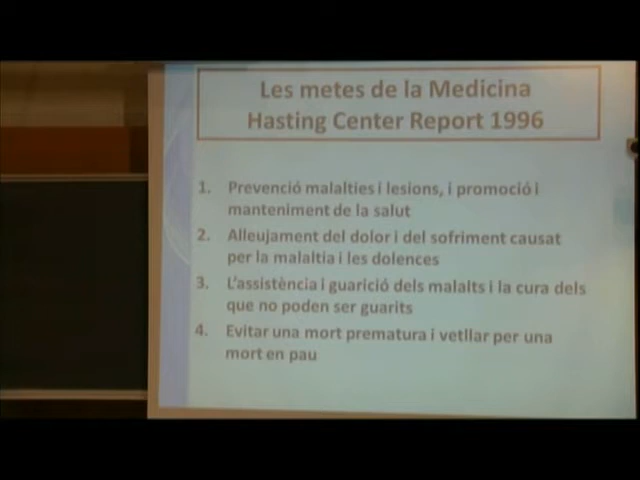 Les metes de la Medicina
Hasting Center Report 1996
1. Prevenció malalties i lesions, i promoció i
manteniment de la salut
2. Alleujament del dolor i del sofriment causat
per la malaltia i les dolences
3. L'assistència i guarició dels malalts i la cura dels
que no poden ser guarits
4. Evitar una mort prematura i vetllar per una
mort en pau